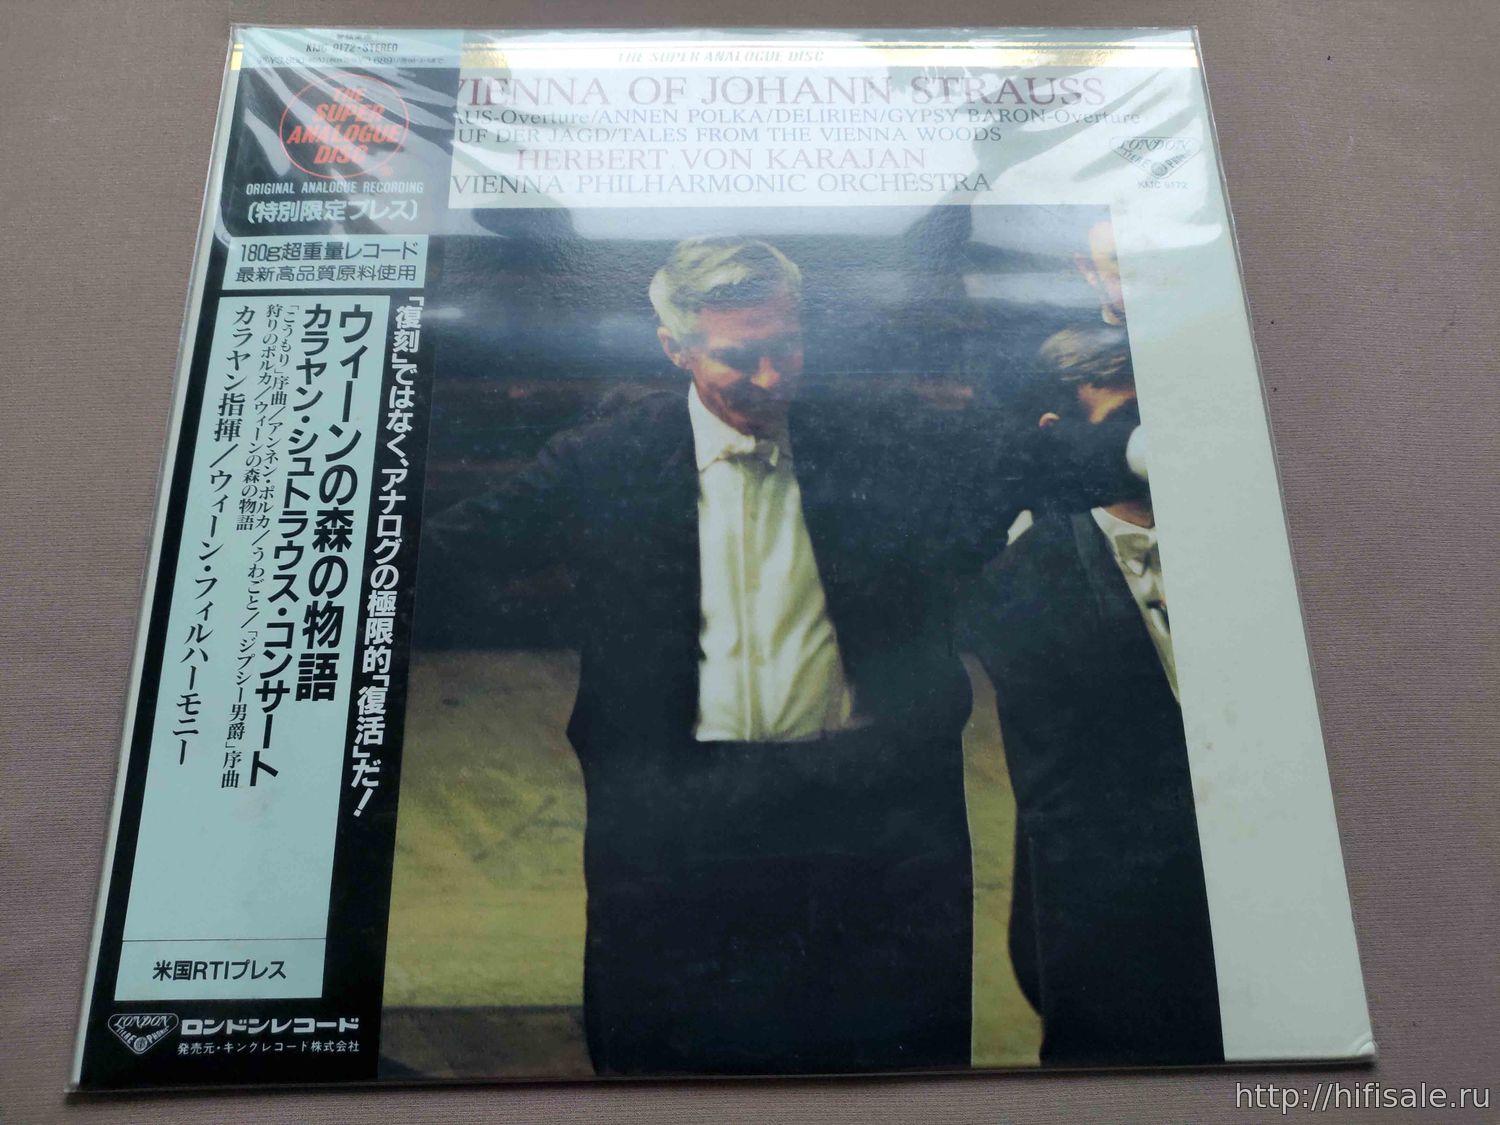 KIJC 9172・STEREO
THE
SUPER
ANALOGUE
DISC
ORIGINAL ANALOGUE RECORDING
(特別限定プレス)
180g超重量レコード
最新高品質原料使用
「復刻」ではなく、アナログの極限的「復活」だ!
ウィーンの森の物語
カラヤン・シュトラウス・コンサート
「こうもり」序曲/アンネン・ポルカ/うわごと/「ジプシー男爵」序曲
狩りのポルカ/ウィーンの森の物語
カラヤン指揮/ウィーン・フィルハーモニー
米国RTIプレス
LONDON
ロンドンレコード
発売元・キングレコード株式会社
THE SUPER ANALOGUE DISC
VIENNA OF JOHANN STRAUSS
AUS-Overture/ANNEN POLKA/DELIRIEN/GYPSY BARON-Overture
UF DER JAGD/TALES FROM THE VIENNA WOODS
HERBERT VON KARAJAN
VIENNA PHILHARMONIC ORCHESTRA
LONDON
KIJC 9172
http://hifisale.ru